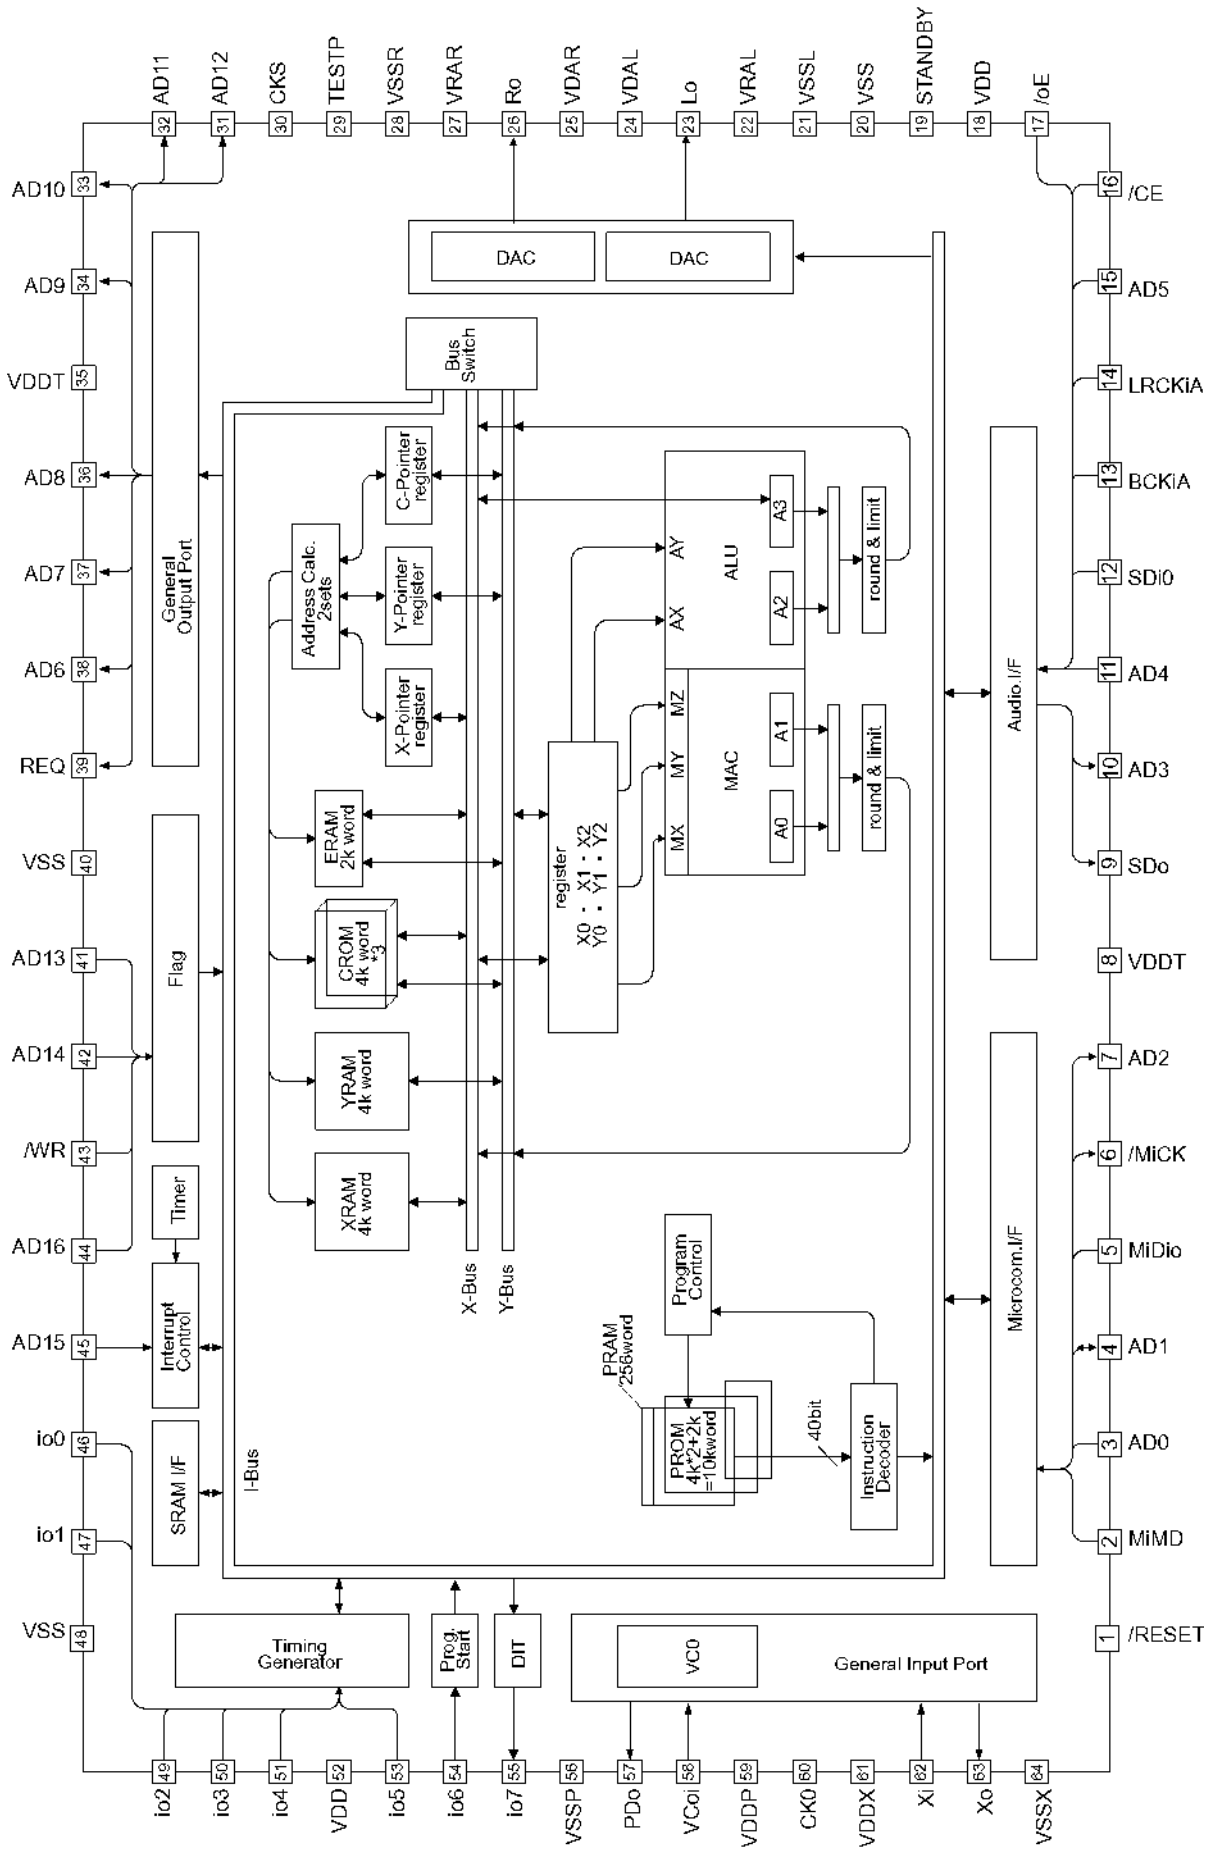 AD11
32
AD12
31
CKS
30
TESTP
29
VSSR
28
VRAR
27
Ro
26
VDAR
25
VDAL
24
Lo
23
VRAL
22
VSSL
21
VSS
20
STANDBY
19
VDD
18
/oE
17
AD10 33
AD9 34
VDDT 35
AD8 36
AD7 37
AD6 38
REQ 39
VSS 40
AD13 41
AD14 42
/WR 43
AD16 44
AD15 45
io0 46
io1 47
VSS 48
16 /CE
15 AD5
14 LRCKiA
13 BCKiA
12 SDi0
11 AD4
10 AD3
9 SDo
8 VDDT
7 AD2
6 /MiCK
5 MiDio
4 AD1
3 AD0
2 MiMD
1 /RESET
General
Output Port
Flag
Timer
Interrupt
Control
SRAM I/F
I-Bus
DAC
DAC
Bus
Switch
C-Pointer
register
Y-Pointer
register
X-Pointer
register
Address Calc.
2sets
ERAM
2k word
CROM
4k word
*3
YRAM
4k word
XRAM
4k word
X-Bus
Y-Bus
register
X0 · X1 · X2
Y0 · Y1 · Y2
ALU
AY
AX
A3
A2
round & limit
MAC
MZ
MY
MX
A1
A0
round & limit
Audio.I/F
Microcom.I/F
Program
Control
PRAM
256word
PROM
4k*2+2k
=10kword
40bit
Instruction
Decoder
Timing
Generator
Prog.
Start
DIT
VC0
General Input Port
49
io2
50
io3
51
io4
52
VDD
53
io5
54
io6
55
io7
56
VSSP
57
PDo
58
VCoi
59
VDDP
60
CK0
61
VDDX
62
Xi
63
Xo
64
VSSX